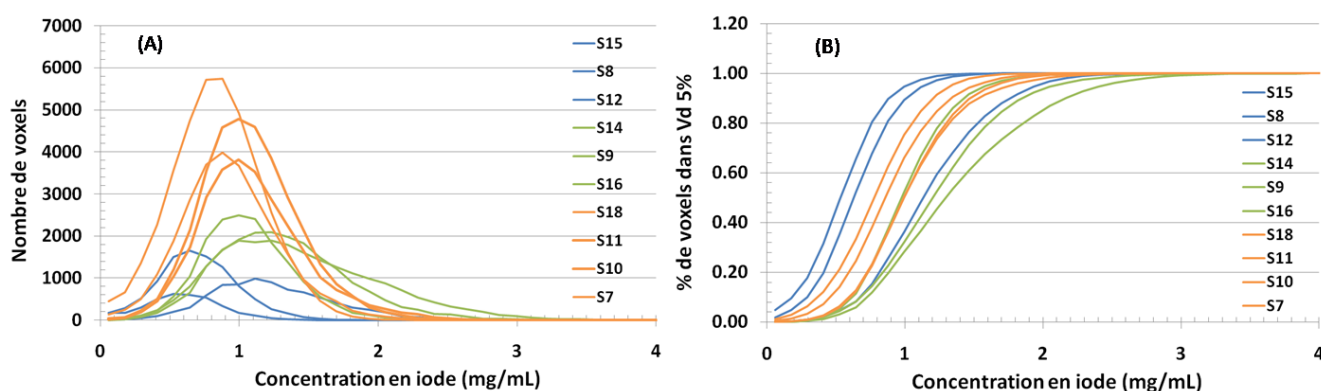 (A)
Nombre de voxels
7000
6000
5000
4000
3000
2000
1000
0
0 1 2 3 4
Concentration en iode (mg/mL)
S15
S8
S12
S14
S9
S16
S18
S11
S10
S7
(B)
% de voxels dans Vd 5%
1.20
1.00
0.80
0.60
0.40
0.20
0.00
0 1 2 3 4
Concentration en iode (mg/mL)
S15
S8
S12
S14
S9
S16
S18
S11
S10
S7